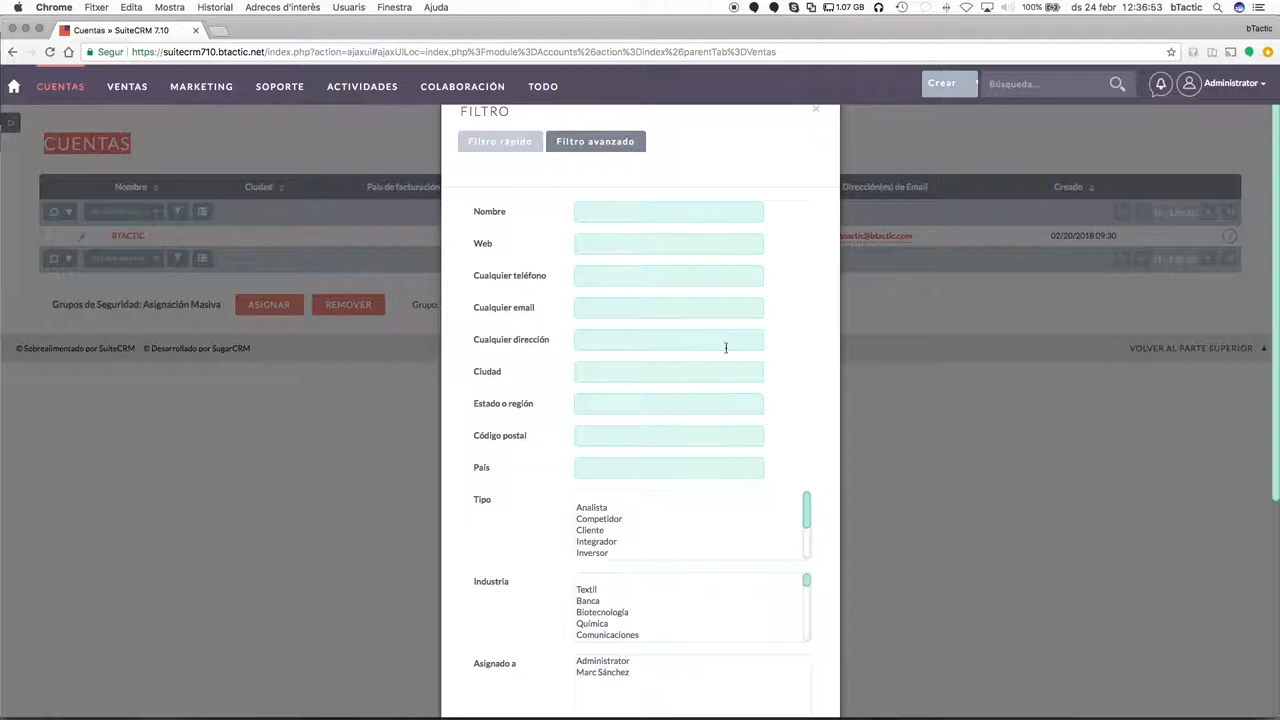 Chrome Fitxer Edita Mostra Historial Adreces d'interès Usuaris Finestra Ajuda 1.07 GB 100% ds 24 febr 12:36:53 bTactic
Cuentas » SuiteCRM 7.10 bTactic
Segur https://suitecrm710.btactic.net/index.php?action=ajaxui#ajaxUILoc=index.php%3Fmodule%3DAccounts%26action%3Dindex%26parentTab%3DVentas
CUENTAS VENTAS MARKETING SOPORTE ACTIVIDADES COLABORACIÓN TODO Crear Búsqueda... Administrator
FILTRO ×
Filtro rápido Filtro avanzado
CUENTAS
Nombre Ciudad País de facturación Dirección(es) de Email Creado
BTACTIC btactic@btactic.com 02/20/2018 09:30
Grupos de Seguridad: Asignación Masiva ASIGNAR REMOVER Grupo:
© Sobrealimentado por SuiteCRM © Desarrollado por SugarCRM VOLVER AL PARTE SUPERIOR
Nombre
Web
Cualquier teléfono
Cualquier email
Cualquier dirección
Ciudad
Estado o región
Código postal
País
Tipo
Analista
Competidor
Cliente
Integrador
Inversor
Industria
Textil
Banca
Biotecnología
Química
Comunicaciones
Asignado a
Administrator
Marc Sánchez